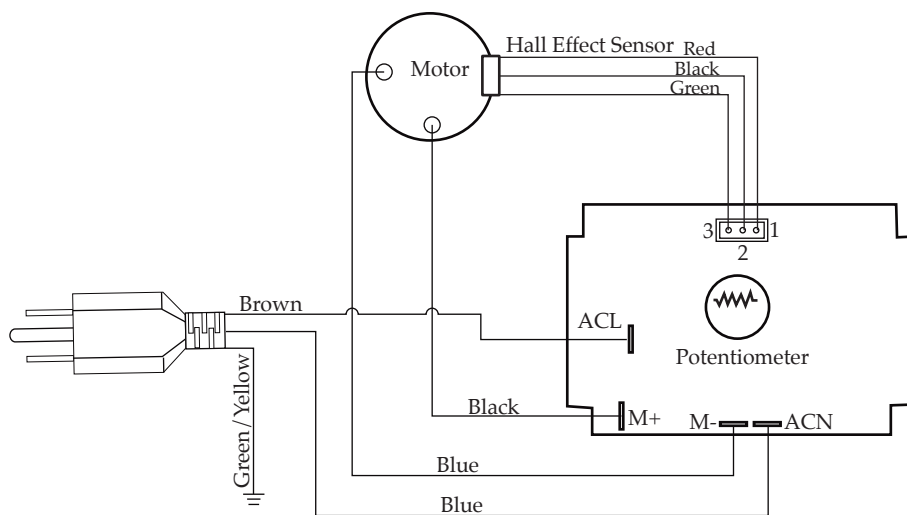 Hall Effect Sensor
Red
Motor
Black
Green
3
1
2
Brown
ACL
Potentiometer
Green / Yellow
Black
M+
M-
ACN
Blue
Blue